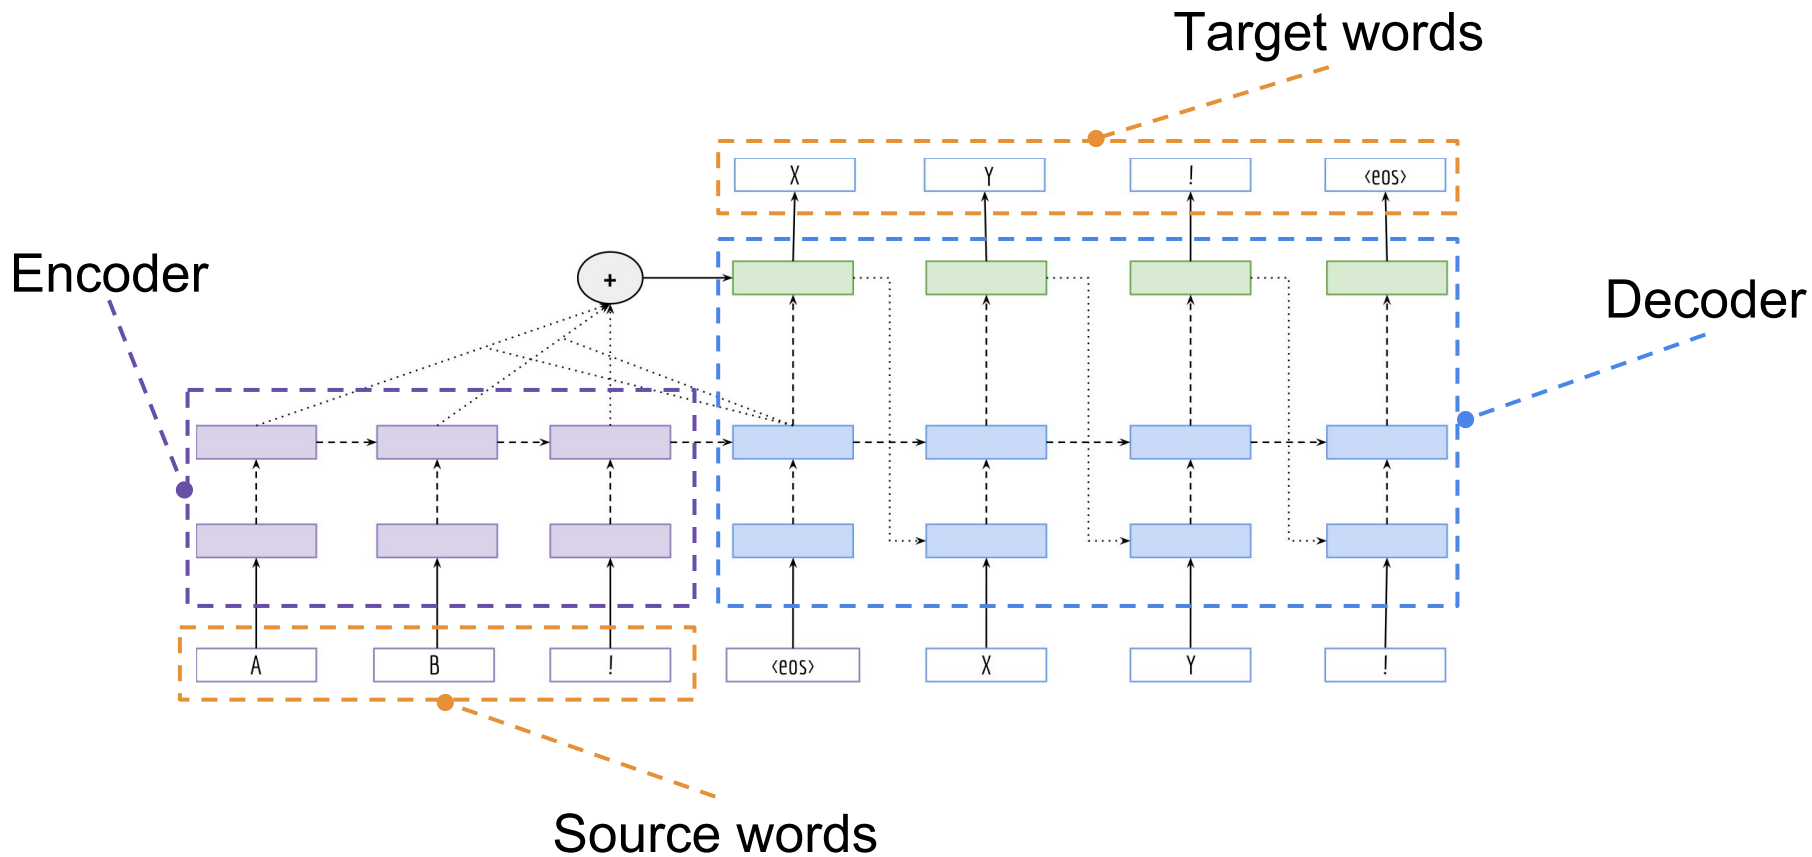 Target words
X Y ! <eos>
Encoder
+
Decoder
A B ! <eos> X Y !
Source words